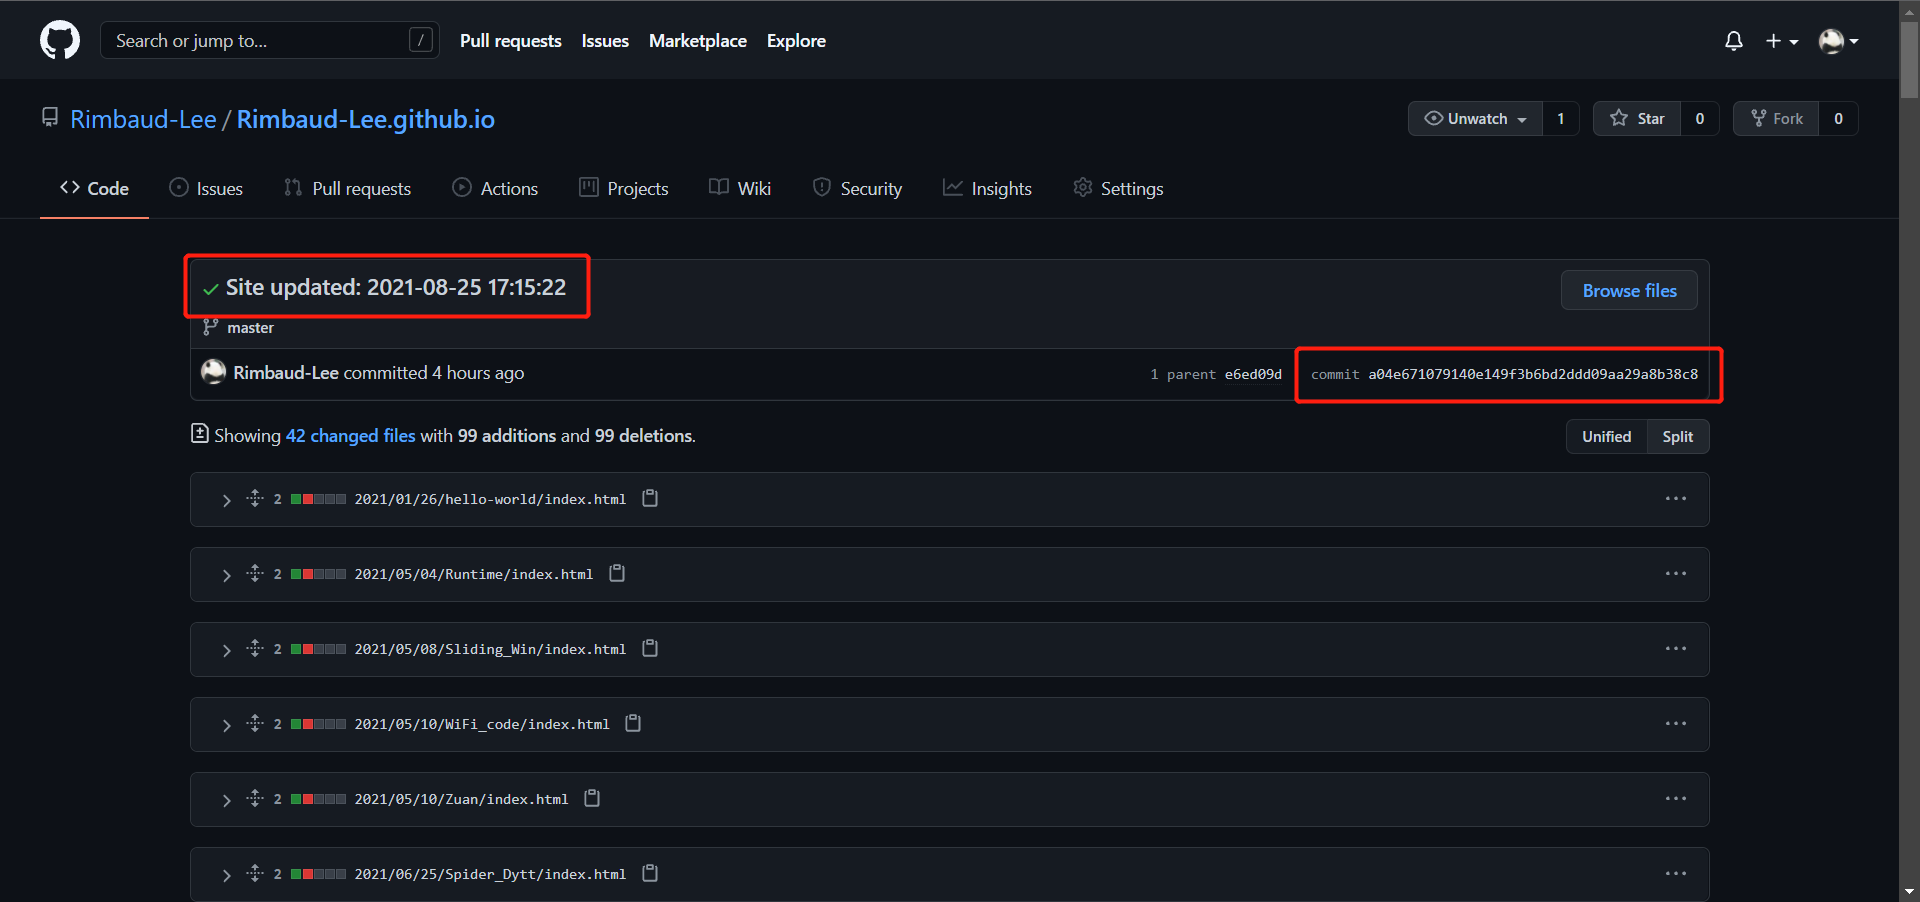 Search or jump to... / Pull requests Issues Marketplace Explore
Rimbaud-Lee / Rimbaud-Lee.github.io Unwatch 1 Star 0 Fork 0
Code Issues Pull requests Actions Projects Wiki Security Insights Settings
Site updated: 2021-08-25 17:15:22 Browse files
master
Rimbaud-Lee committed 4 hours ago 1 parent e6ed09d commit a04e671079140e149f3b6bd2ddd09aa29a8b38c8
Showing 42 changed files with 99 additions and 99 deletions. Unified Split
2 2021/01/26/hello-world/index.html
2 2021/05/04/Runtime/index.html
2 2021/05/08/Sliding_Win/index.html
2 2021/05/10/WiFi_code/index.html
2 2021/05/10/Zuan/index.html
2 2021/06/25/Spider_Dytt/index.html